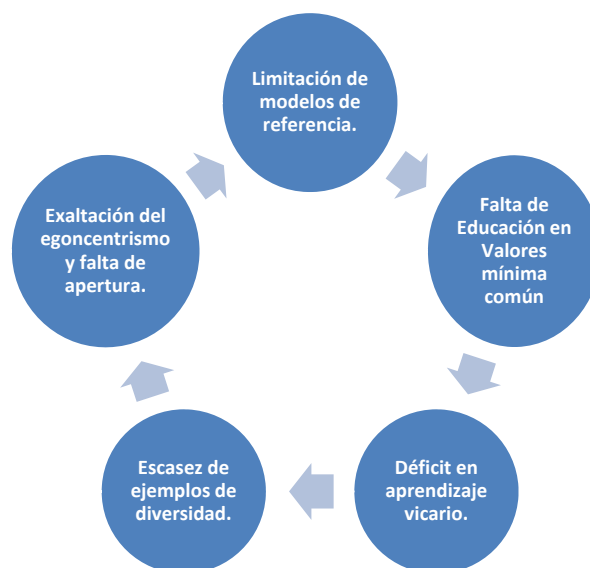 Limitación de
modelos de
referencia.
Falta de
Educación en
Valores
mínima
común
Déficit en
aprendizaje
vicario.
Escasez de
ejemplos de
diversidad.
Exaltación del
egoncentrismo
y falta de
apertura.